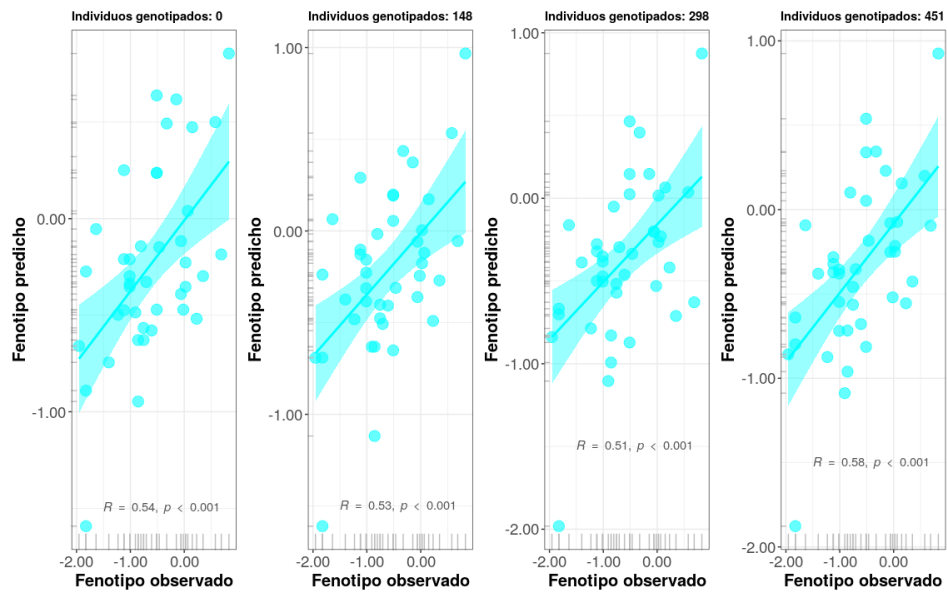 Individuos genotipados: 0
Fenotipo predicho
0.00
-1.00
R = 0.54, p < 0.001
-2.00 -1.00 0.00
Fenotipo observado
Individuos genotipados: 148
Fenotipo predicho
1.00
0.00
-1.00
R = 0.53, p < 0.001
-2.00 -1.00 0.00
Fenotipo observado
Individuos genotipados: 298
Fenotipo predicho
1.00
0.00
-1.00
-2.00
R = 0.51, p < 0.001
-2.00 -1.00 0.00
Fenotipo observado
Individuos genotipados: 451
Fenotipo predicho
1.00
0.00
-1.00
-2.00
R = 0.58, p < 0.001
-2.00 -1.00 0.00
Fenotipo observado